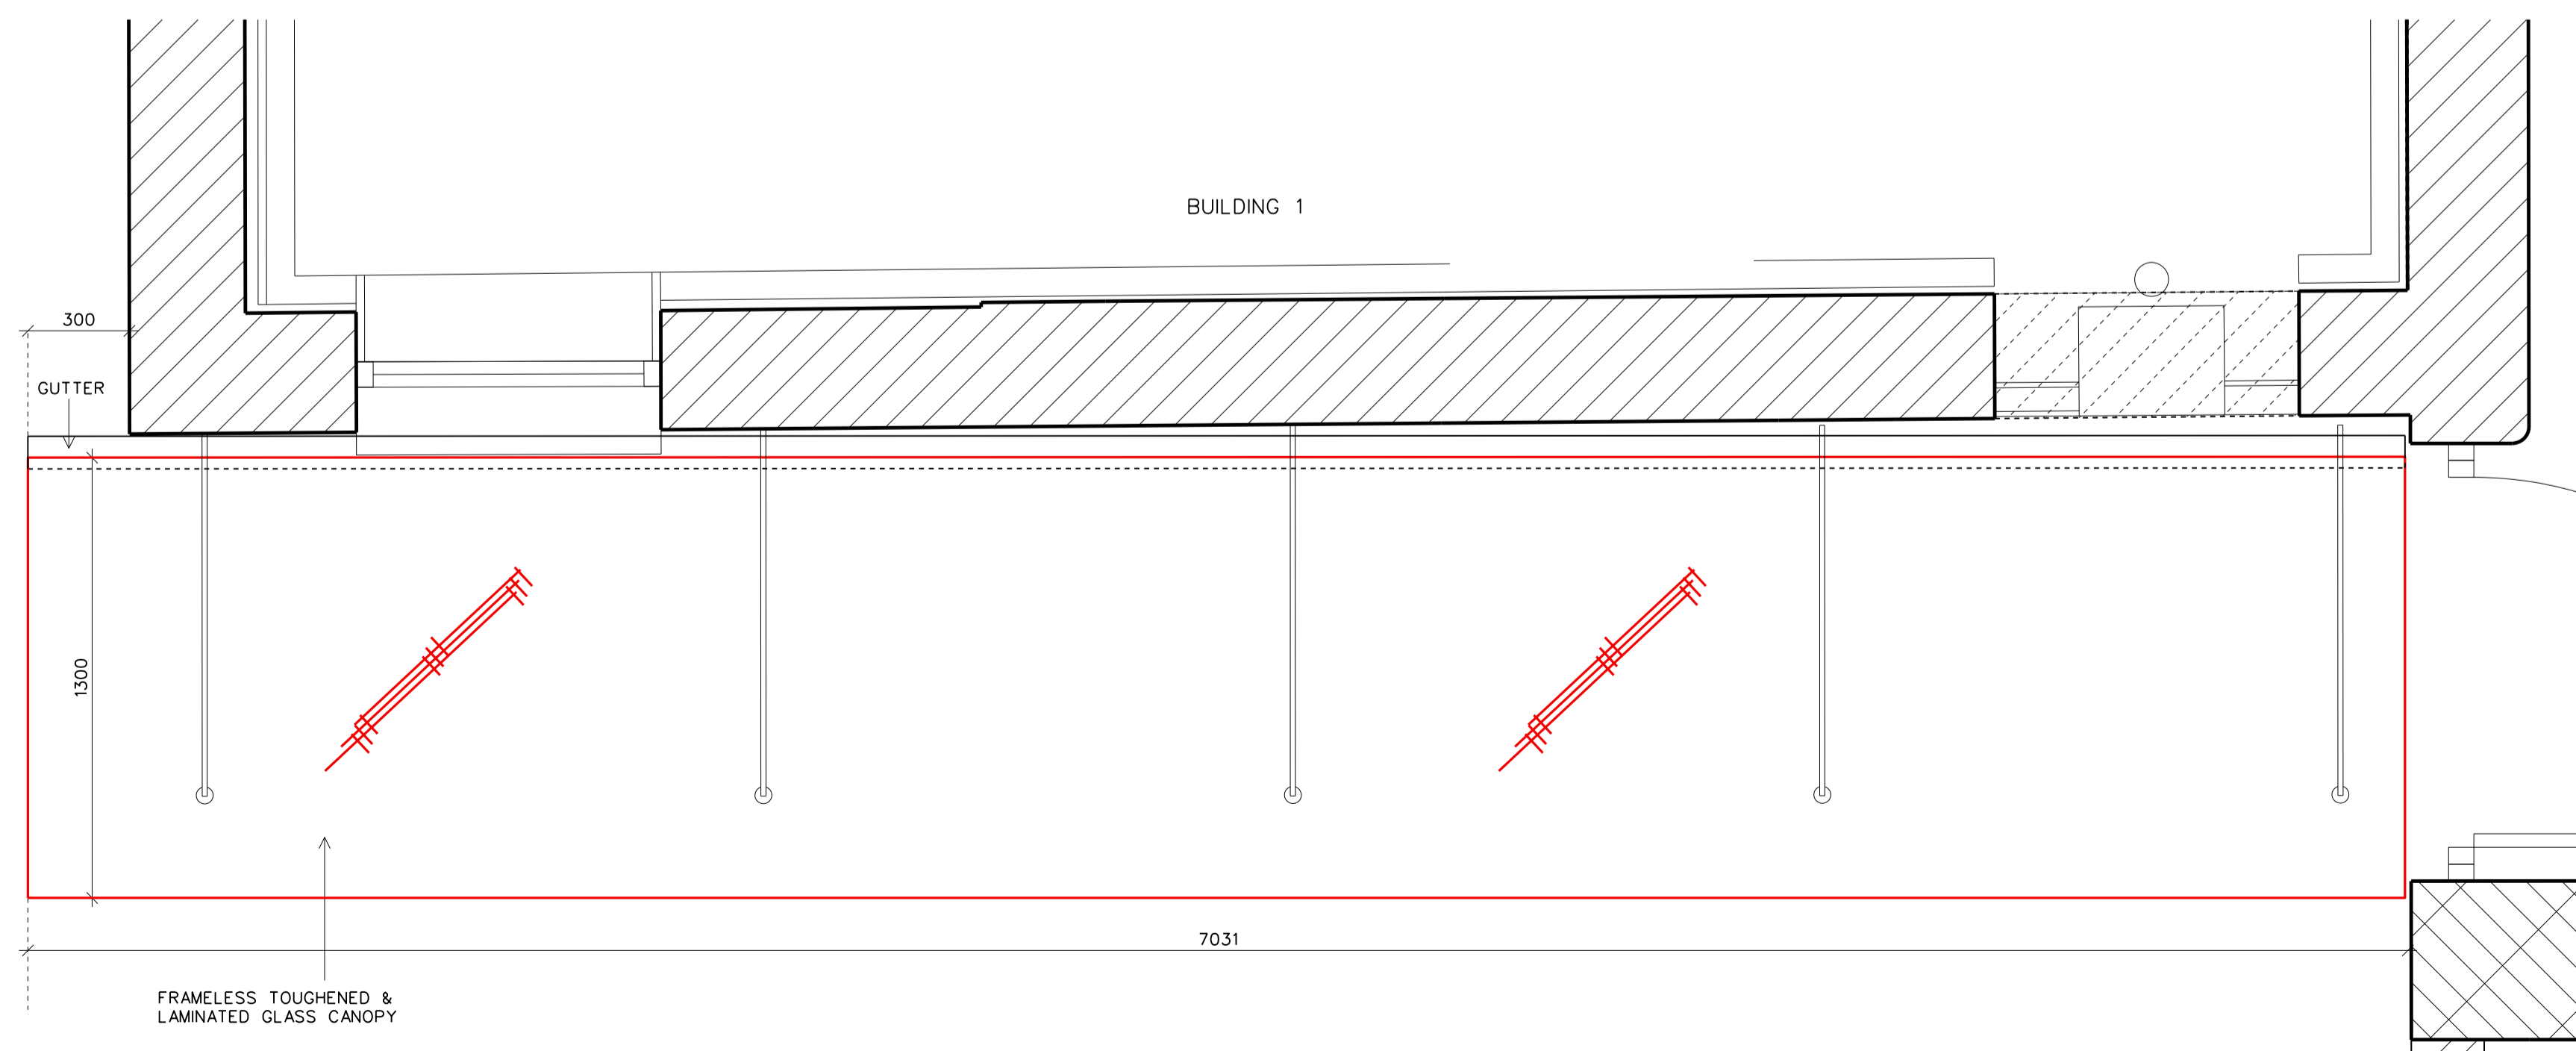 BUILDING 1
300
GUTTER
1300
7031
FRAMELESS TOUGHENED &
LAMINATED GLASS CANOPY